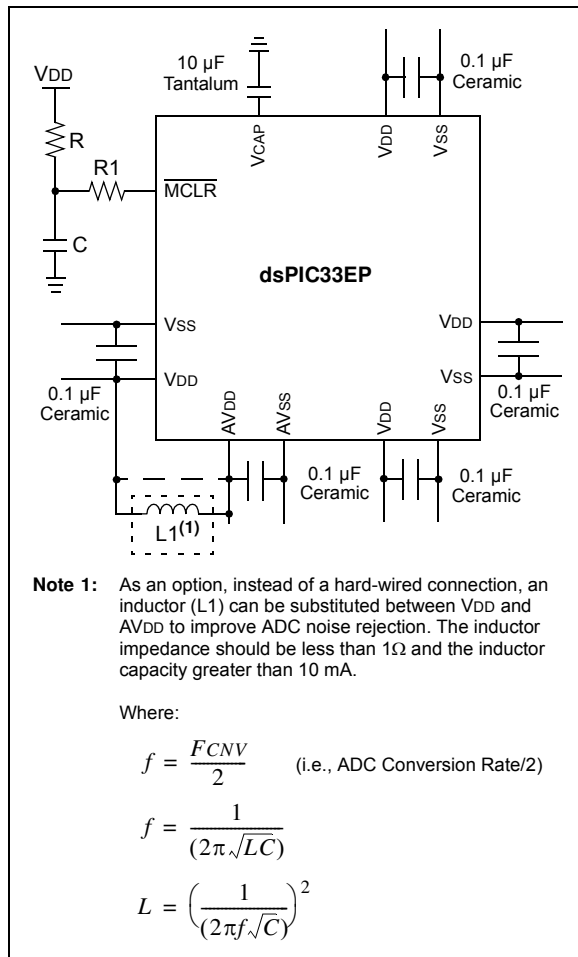 VDD
R
R1
C
10 µF
Tantalum
0.1 µF
Ceramic
VCAP
VDD
VSS
MCLR
dsPIC33EP
VSS
VDD
VDD
VSS
0.1 µF
Ceramic
0.1 µF
Ceramic
AVDD
AVSS
VDD
VSS
0.1 µF
Ceramic
0.1 µF
Ceramic
L1(1)
Note 1: As an option, instead of a hard-wired connection, an
inductor (L1) can be substituted between VDD and
AVDD to improve ADC noise rejection. The inductor
impedance should be less than 1Ω and the inductor
capacity greater than 10 mA.
Where:
f = FCNV / 2 (i.e., ADC Conversion Rate/2)
f = 1 / (2π√LC)
L = (1 / (2πf√C))²